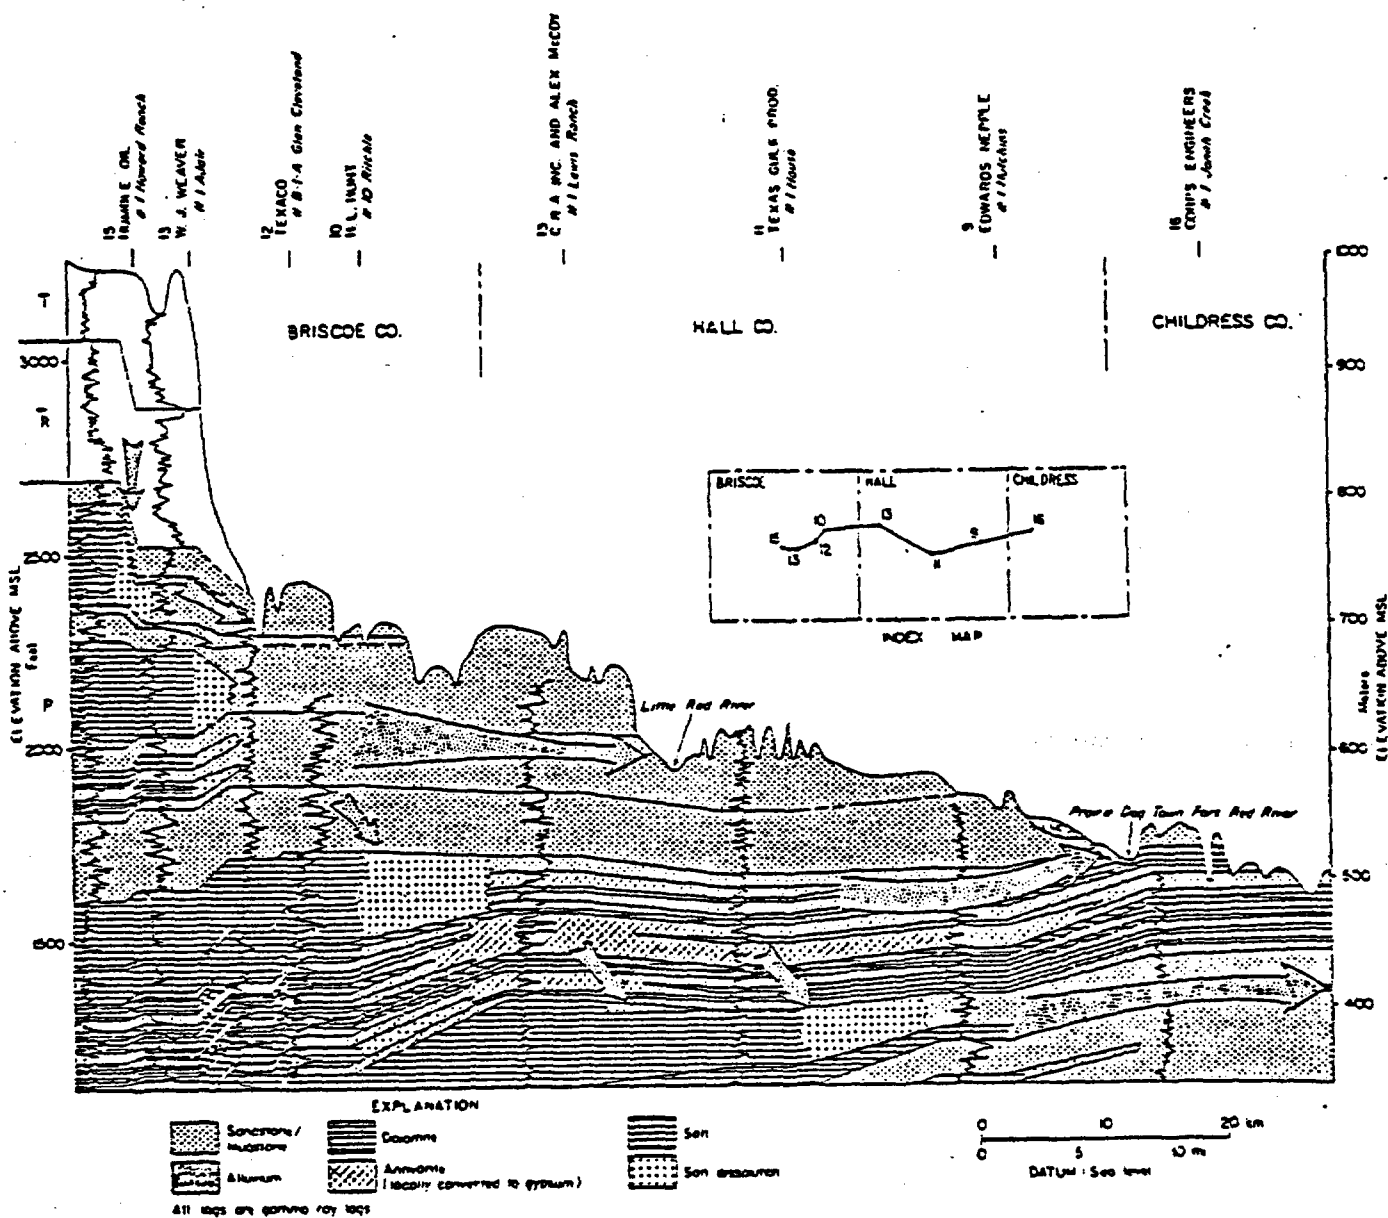 15
HUMBLE OIL
# 1 Howard Ranch
13
W. J. WEAVER
# 1 Adair
12
TEXACO
# B-1-A Glen Cleveland
10
H.L. HUNT
# 10 Ritchie
13
C R A INC. AND ALEX McCOY
# 1 Lewis Ranch
11
TEXAS GULF PROD.
# 1 House
9
EDWARDS NEPPLE
# 1 Hutchins
16
CORPS ENGINEERS
# 1 Jonah Creek
BRISCOE CO.
HALL CO.
CHILDRESS CO.
T
P
3000
2500
2000
1500
ELEVATION ABOVE MSL
Feet
1000
900
800
700
600
500
400
Meters
ELEVATION ABOVE MSL
BRISCOE
HALL
CHILDRESS
15
13
12
10
13
11
9
16
INDEX MAP
Little Red River
Prairie Dog Town Fork Red River
EXPLANATION
Sandstone/
mudstone
Alluvium
Dolomite
Anhydrite
(locally converted to gypsum)
Salt
Salt dissolution
All logs are gamma ray logs
0 10 20 km
0 5 10 mi
DATUM : Sea level